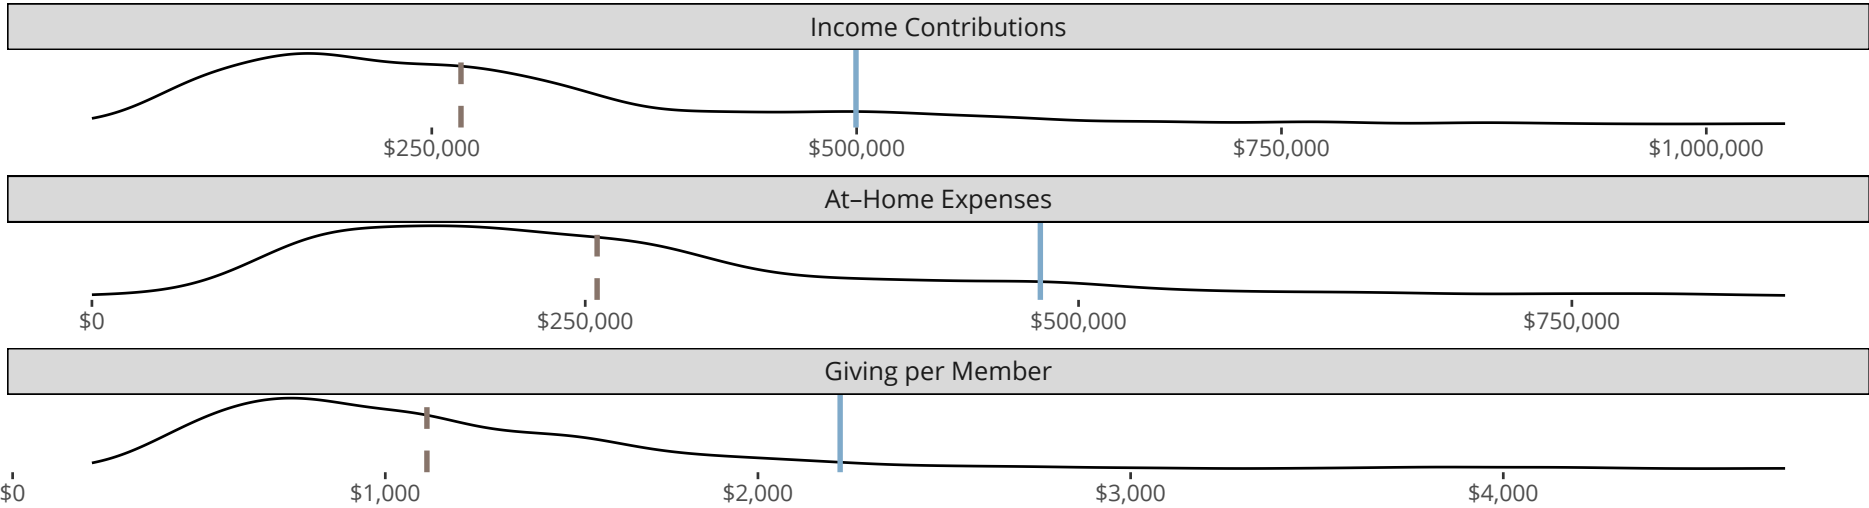 Income Contributions
$250,000 $500,000 $750,000 $1,000,000
At–Home Expenses
$0 $250,000 $500,000 $750,000
Giving per Member
$0 $1,000 $2,000 $3,000 $4,000